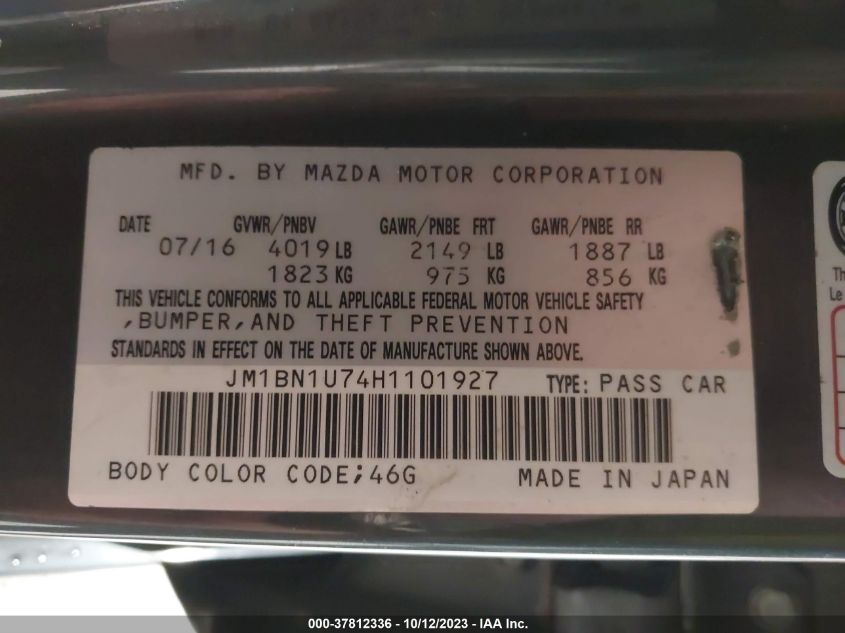 MFD. BY MAZDA MOTOR CORPORATION
DATE GVWR/PNBV GAWR/PNBE FRT GAWR/PNBE RR
07/16 4019 LB 2149 LB 1887 LB
1823 KG 975 KG 856 KG
THIS VEHICLE CONFORMS TO ALL APPLICABLE FEDERAL MOTOR VEHICLE SAFETY
,BUMPER,AND THEFT PREVENTION
STANDARDS IN EFFECT ON THE DATE OF MANUFACTURE SHOWN ABOVE.
JM1BN1U74H1101927 TYPE: PASS CAR
BODY COLOR CODE;46G MADE IN JAPAN
Th
Le
000-37812336 - 10/12/2023 - IAA Inc.